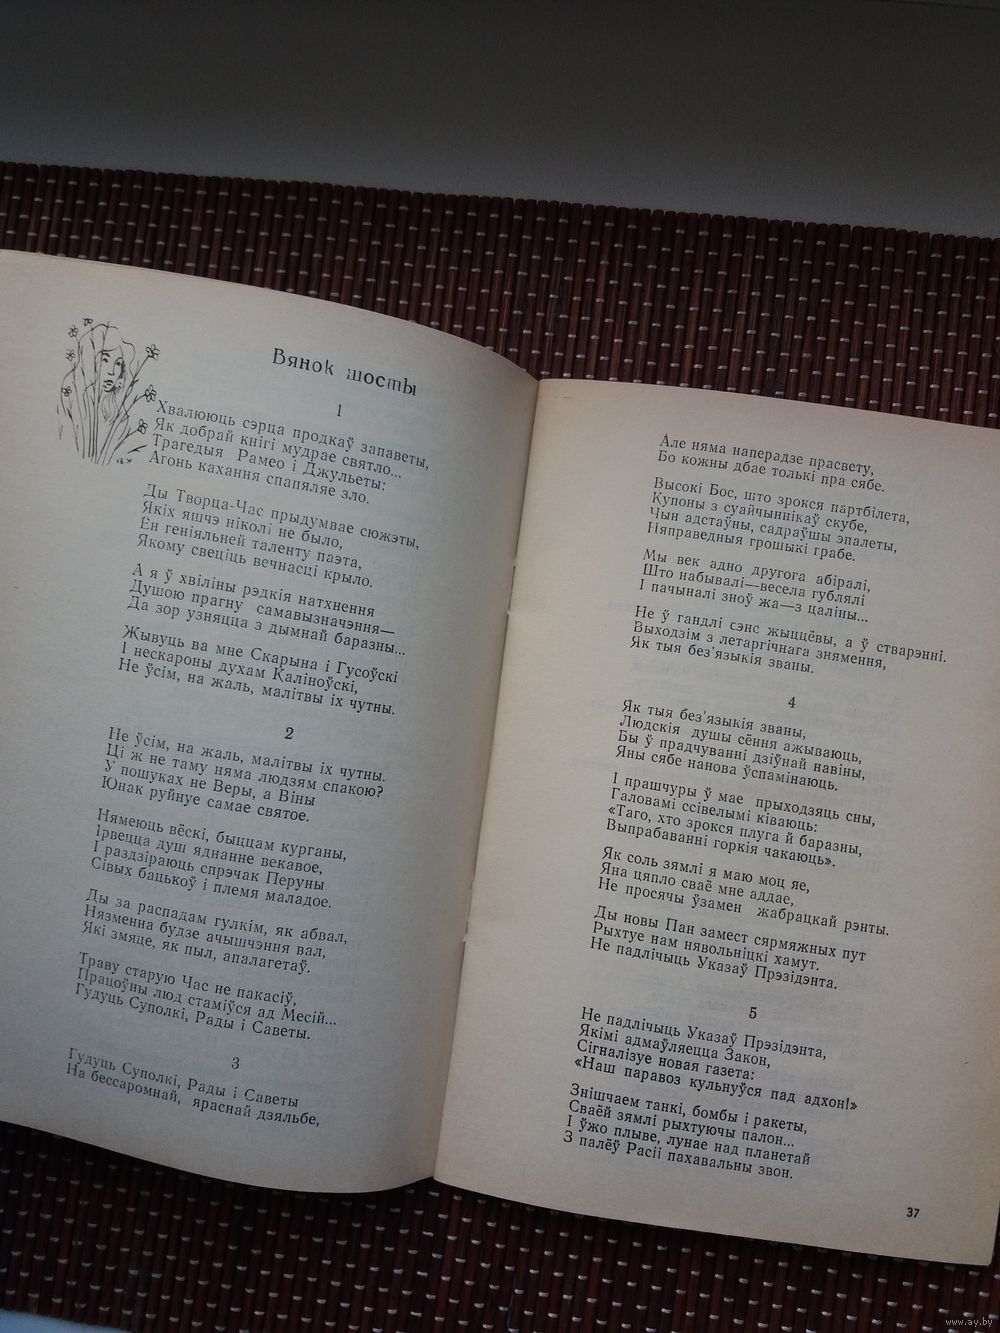 Вянок шосты
1
Хвалююць сэрца продкаў запаветы,
Як добрай кнігі мудрае святло...
Трагедыя Рамео і Джульеты:
Агонь кахання спапяляе зло.
Ды Творца-Час прыдумвае сюжэты,
Якіх яшчэ ніколі не было,
Ён геніяльней таленту паэта,
Якому свеціць вечнасці крыло.
А я ў хвіліны рэдкія натхнення
Душою прагну самавызначэння—
Да зор узняцца з дымнай баразны...
Жывуць ва мне Скарына і Гусоўскі
І нескароны духам Каліноўскі,
Не ўсім, на жаль, малітвы іх чутны.
2
Не ўсім, на жаль, малітвы іх чутны.
Ці ж не таму няма людзям спакою?
У пошуках не Веры, а Віны
Юнак руйнуе самае святое.
Нямеюць вёскі, быццам курганы,
Ірвецца душ яднанне векавое,
І раздзіраюць спрэчак Перуны
Сівых бацькоў і племя маладое.
Ды за распадам гулкім, як абвал,
Нязменна будзе ачышчэння вал,
Які змяце, як пыл, апалагетаў.
Траву старую Час не пакасіў,
Працоўны люд стаміўся ад Месій...
Гудуць Суполкі, Рады і Саветы.
3
Гудуць Суполкі, Рады і Саветы
На бессаромнай, яраснай дзяльбе,
Але няма наперадзе прасвету,
Бо кожны дбае толькі пра сябе.
Высокі Бос, што зрокся партбілета,
Купоны з суайчыннікаў скубе,
Чын адстаўны, садраўшы эпалеты,
Няправедныя грошыкі грабе.
Мы век адно другога абіралі,
Што набывалі—весела гублялі
І пачыналі зноў жа—з цаліны...
Не ў гандлі сэнс жыццёвы, а ў стварэнні.
Выходзім з летаргічнага знямення,
Як тыя без'языкія званы.
4
Як тыя без'языкія званы,
Людскія душы сёння ажываюць,
Бы ў прадчуванні дзіўнай навіны,
Яны сябе нанова ўспамінаюць.
І прашчуры ў мае прыходзяць сны,
Галовамі ссівелымі ківаюць:
«Таго, хто зрокся плуга й баразны,
Выпрабаванні горкія чакаюць».
Як соль зямлі я маю моц яе,
Яна цяпло сваё мне аддае,
Не просячы ўзамен жабрацкай рэнты.
Ды новы Пан замест сярмяжных пут
Рыхтуе нам нявольніцкі хамут.
Не падлічыць Указаў Прэзідэнта.
5
Не падлічыць Указаў Прэзідэнта,
Якімі адмаўляецца Закон,
Сігналізуе новая газета:
«Наш паравоз кульнуўся пад адхон!»
Знішчаем танкі, бомбы і ракеты,
Сваёй зямлі рыхтуючы палон...
І ўжо плыве, лунае над планетай
З палёў Расіі пахавальны звон.
37
www.ay.by